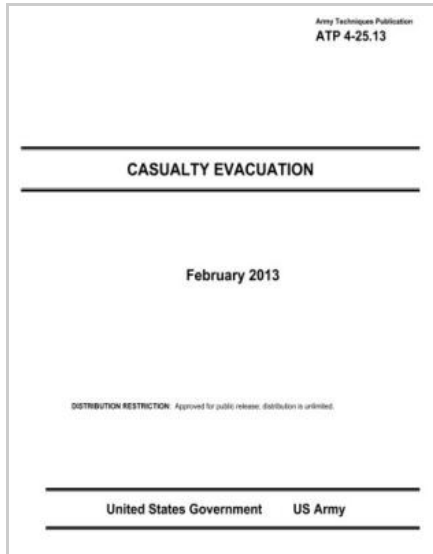 Army Techniques Publication
ATP 4-25.13
CASUALTY EVACUATION
February 2013
DISTRIBUTION RESTRICTION: Approved for public release; distribution is unlimited.
United States Government US Army